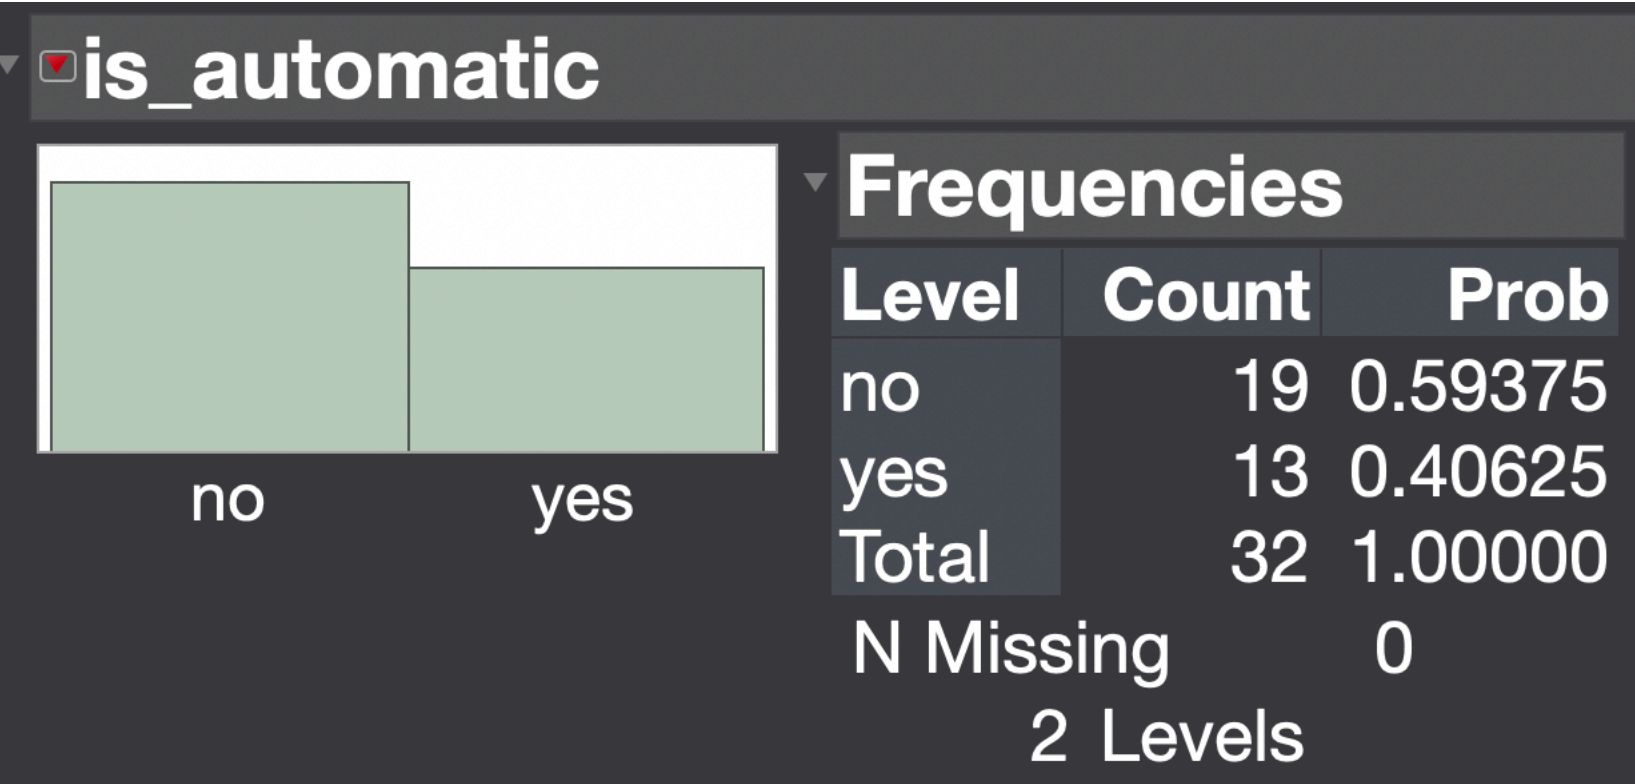 is_automatic
no yes
Frequencies
Level Count Prob
no 19 0.59375
yes 13 0.40625
Total 32 1.00000
N Missing 0
2 Levels